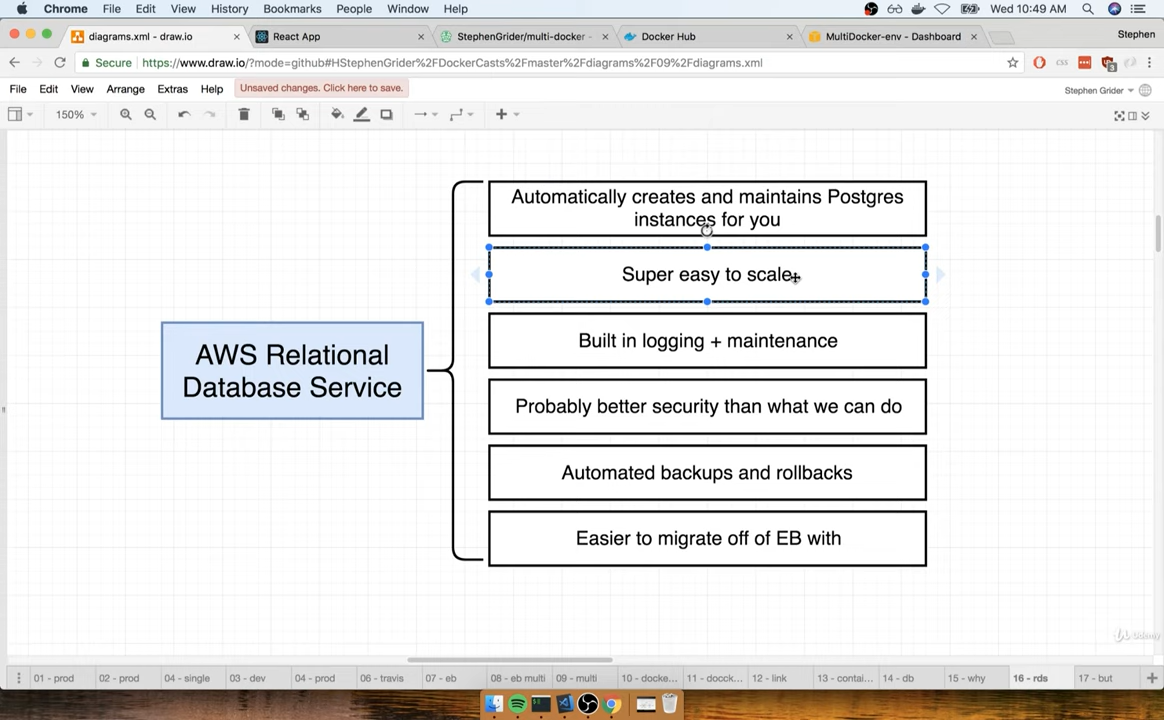 Chrome File Edit View History Bookmarks People Window Help Wed 10:49 AM
diagrams.xml - draw.io React App StephenGrider/multi-docker - Docker Hub MultiDocker-env - Dashboard Stephen
Secure https://www.draw.io/?mode=github#HStephenGrider%2FDockerCasts%2Fmaster%2Fdiagrams%2F09%2Fdiagrams.xml
File Edit View Arrange Extras Help Unsaved changes. Click here to save. Stephen Grider
150%
Automatically creates and maintains Postgres
instances for you
Super easy to scale
Built in logging + maintenance
AWS Relational
Database Service
Probably better security than what we can do
Automated backups and rollbacks
Easier to migrate off of EB with
Udemy
01 - prod 02 - prod 04 - single 03 - dev 04 - prod 06 - travis 07 - eb 08 - eb multi 09 - multi 10 - docke... 11 - doock... 12 - link 13 - contai... 14 - db 15 - why 16 - rds 17 - but